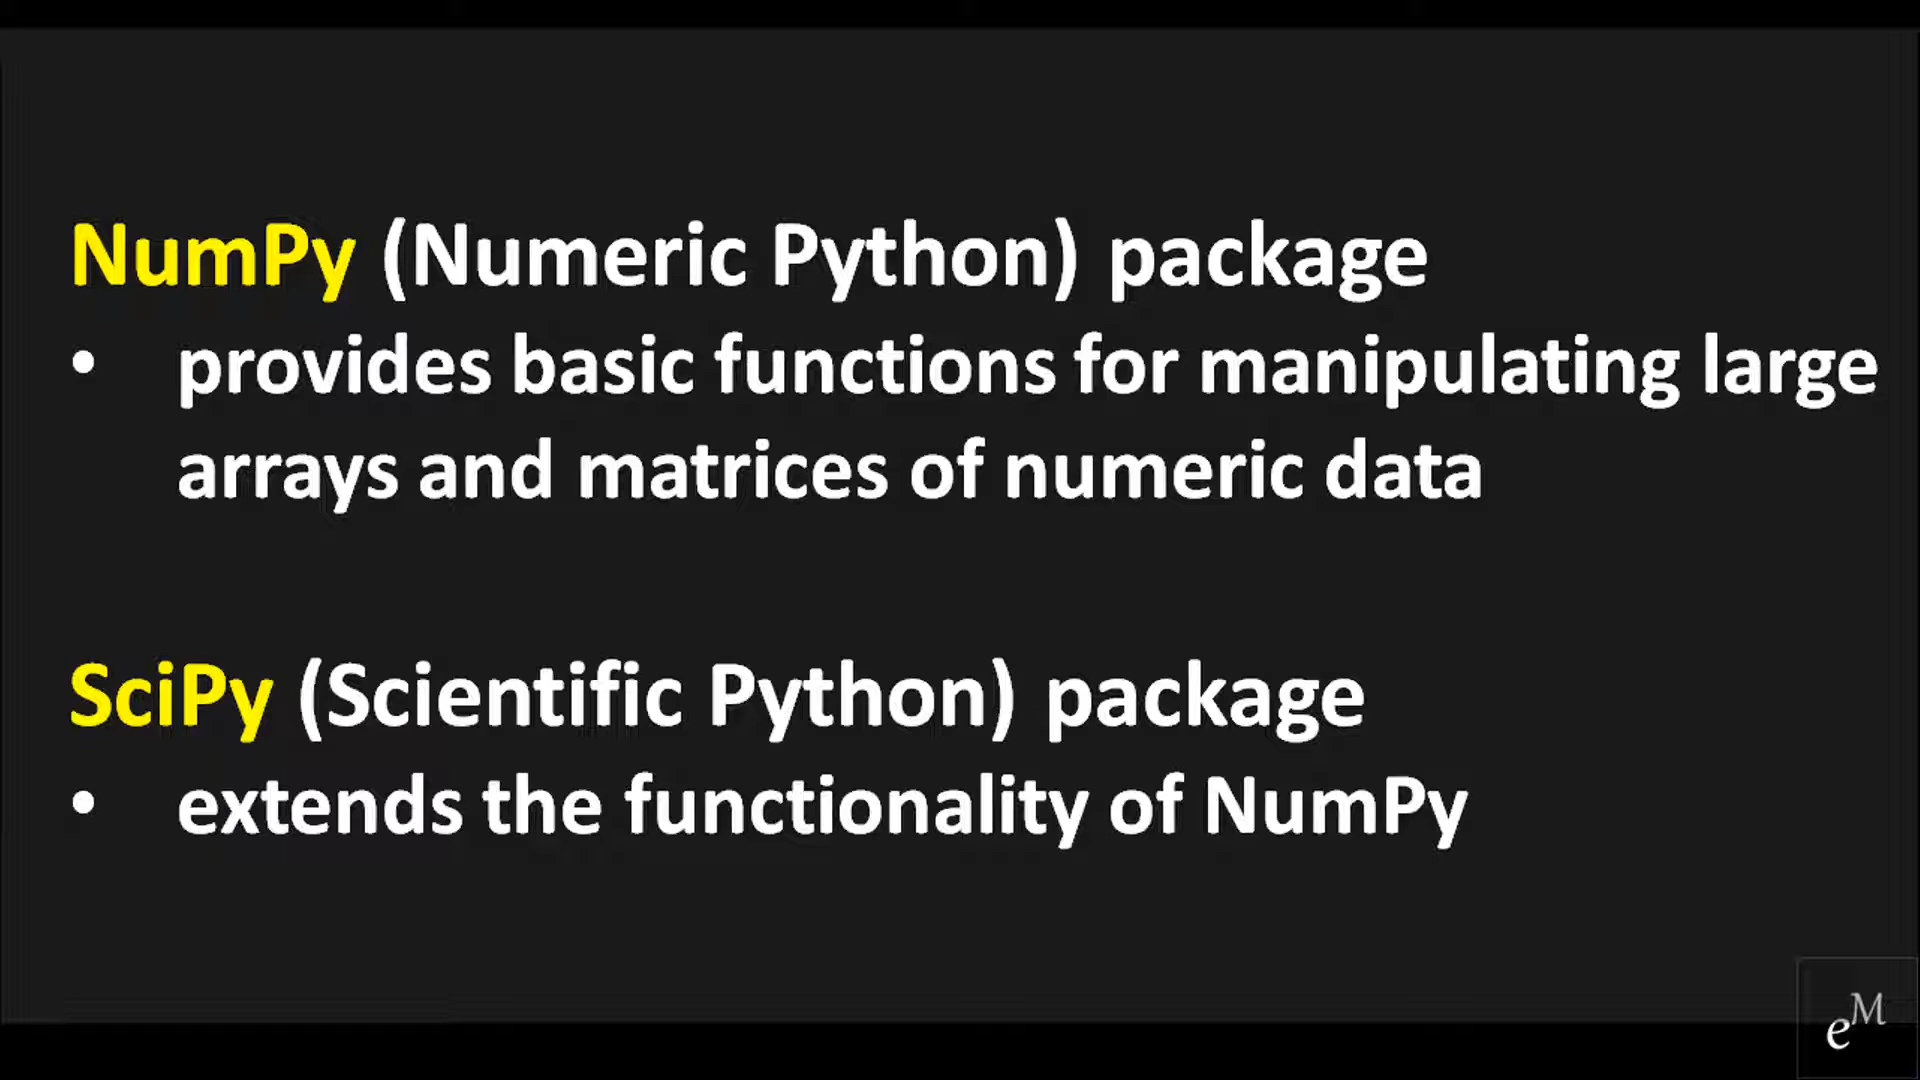 NumPy (Numeric Python) package
• provides basic functions for manipulating large
arrays and matrices of numeric data
SciPy (Scientific Python) package
• extends the functionality of NumPy
eM